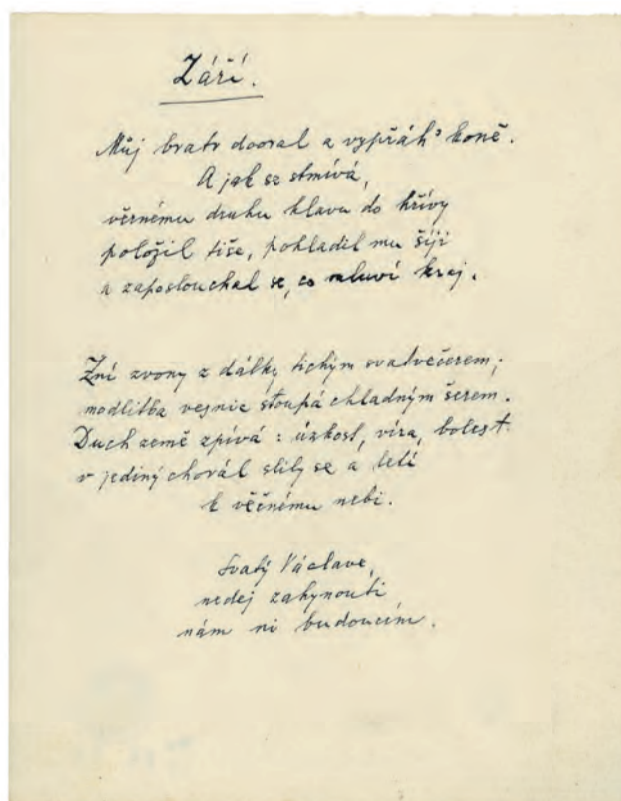 Září.
Můj bratr dooral a vypřáh' koně.
A jak se stmívá,
věrnému druhu hlavu do hřívy
položil tiše, pohladil mu šíji
a zaposlouchal se, co mluví kraj.
Zní zvony z dálky tichým svatvečerem;
modlitba vesnic stoupá chladným šerem.
Duch země zpívá: úzkost, víra, bolest
v jediný chorál slily se a letí
k věčnému nebi.
Svatý Václave,
nedej zahynouti
nám ni budoucím.